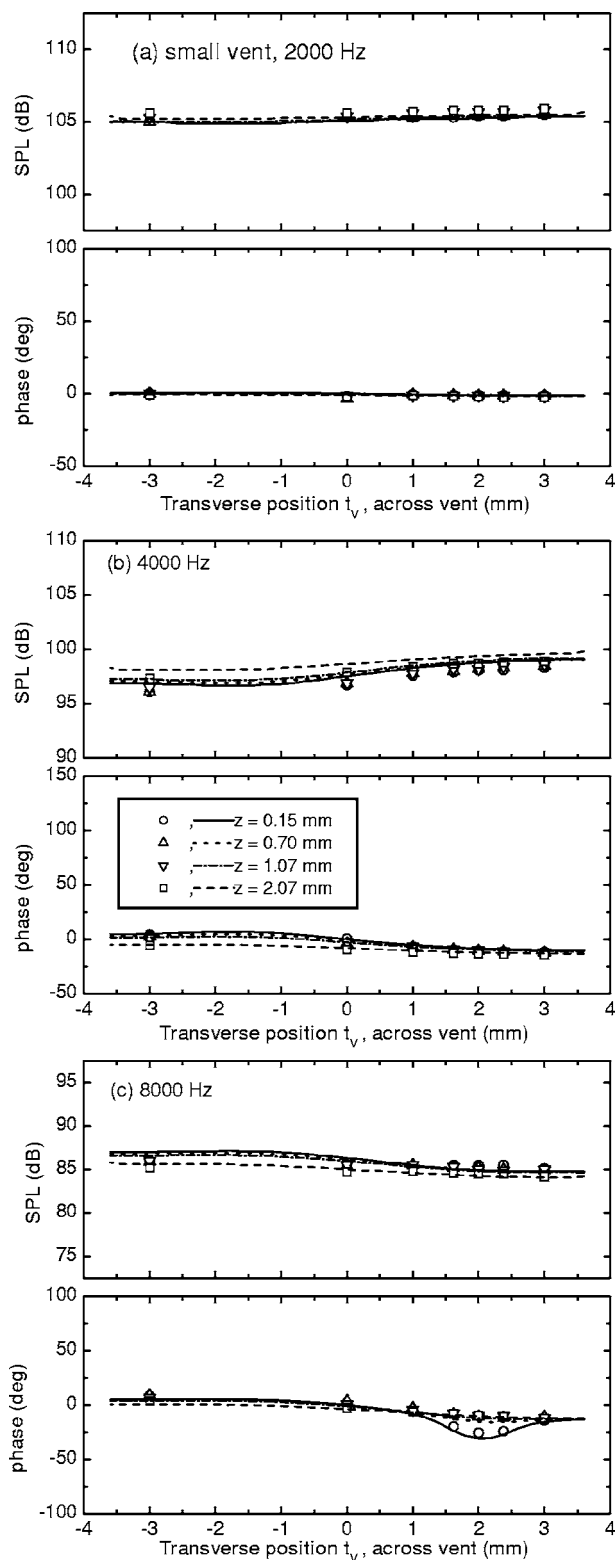 (a) small vent, 2000 Hz
110
105
100
SPL (dB)
100
50
0
-50
phase (deg)
-4 -3 -2 -1 0 1 2 3 4
Transverse position t_v, across vent (mm)
(b) 4000 Hz
110
105
100
95
90
SPL (dB)
150
100
50
0
-50
phase (deg)
, z = 0.15 mm
, z = 0.70 mm
, z = 1.07 mm
, z = 2.07 mm
-4 -3 -2 -1 0 1 2 3 4
Transverse position t_v, across vent (mm)
(c) 8000 Hz
95
90
85
80
75
SPL (dB)
100
50
0
-50
-100
phase (deg)
-4 -3 -2 -1 0 1 2 3 4
Transverse position t_v, across vent (mm)